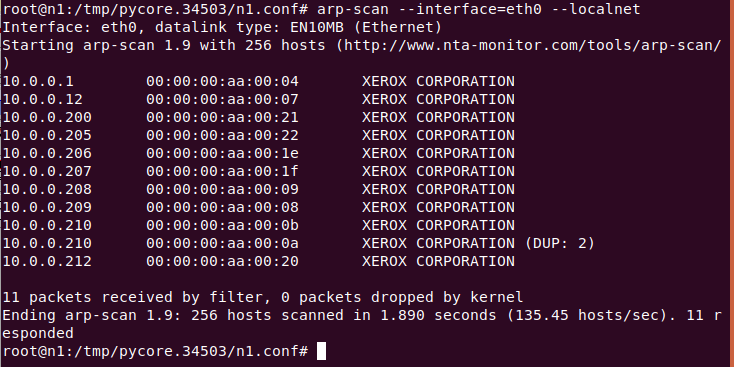 root@n1:/tmp/pycore.34503/n1.conf# arp-scan --interface=eth0 --localnet
Interface: eth0, datalink type: EN10MB (Ethernet)
Starting arp-scan 1.9 with 256 hosts (http://www.nta-monitor.com/tools/arp-scan/
)
10.0.0.1        00:00:00:aa:00:04       XEROX CORPORATION
10.0.0.12       00:00:00:aa:00:07       XEROX CORPORATION
10.0.0.200      00:00:00:aa:00:21       XEROX CORPORATION
10.0.0.205      00:00:00:aa:00:22       XEROX CORPORATION
10.0.0.206      00:00:00:aa:00:1e       XEROX CORPORATION
10.0.0.207      00:00:00:aa:00:1f       XEROX CORPORATION
10.0.0.208      00:00:00:aa:00:09       XEROX CORPORATION
10.0.0.209      00:00:00:aa:00:08       XEROX CORPORATION
10.0.0.210      00:00:00:aa:00:0b       XEROX CORPORATION
10.0.0.210      00:00:00:aa:00:0a       XEROX CORPORATION (DUP: 2)
10.0.0.212      00:00:00:aa:00:20       XEROX CORPORATION

11 packets received by filter, 0 packets dropped by kernel
Ending arp-scan 1.9: 256 hosts scanned in 1.890 seconds (135.45 hosts/sec). 11 r
esponded
root@n1:/tmp/pycore.34503/n1.conf#